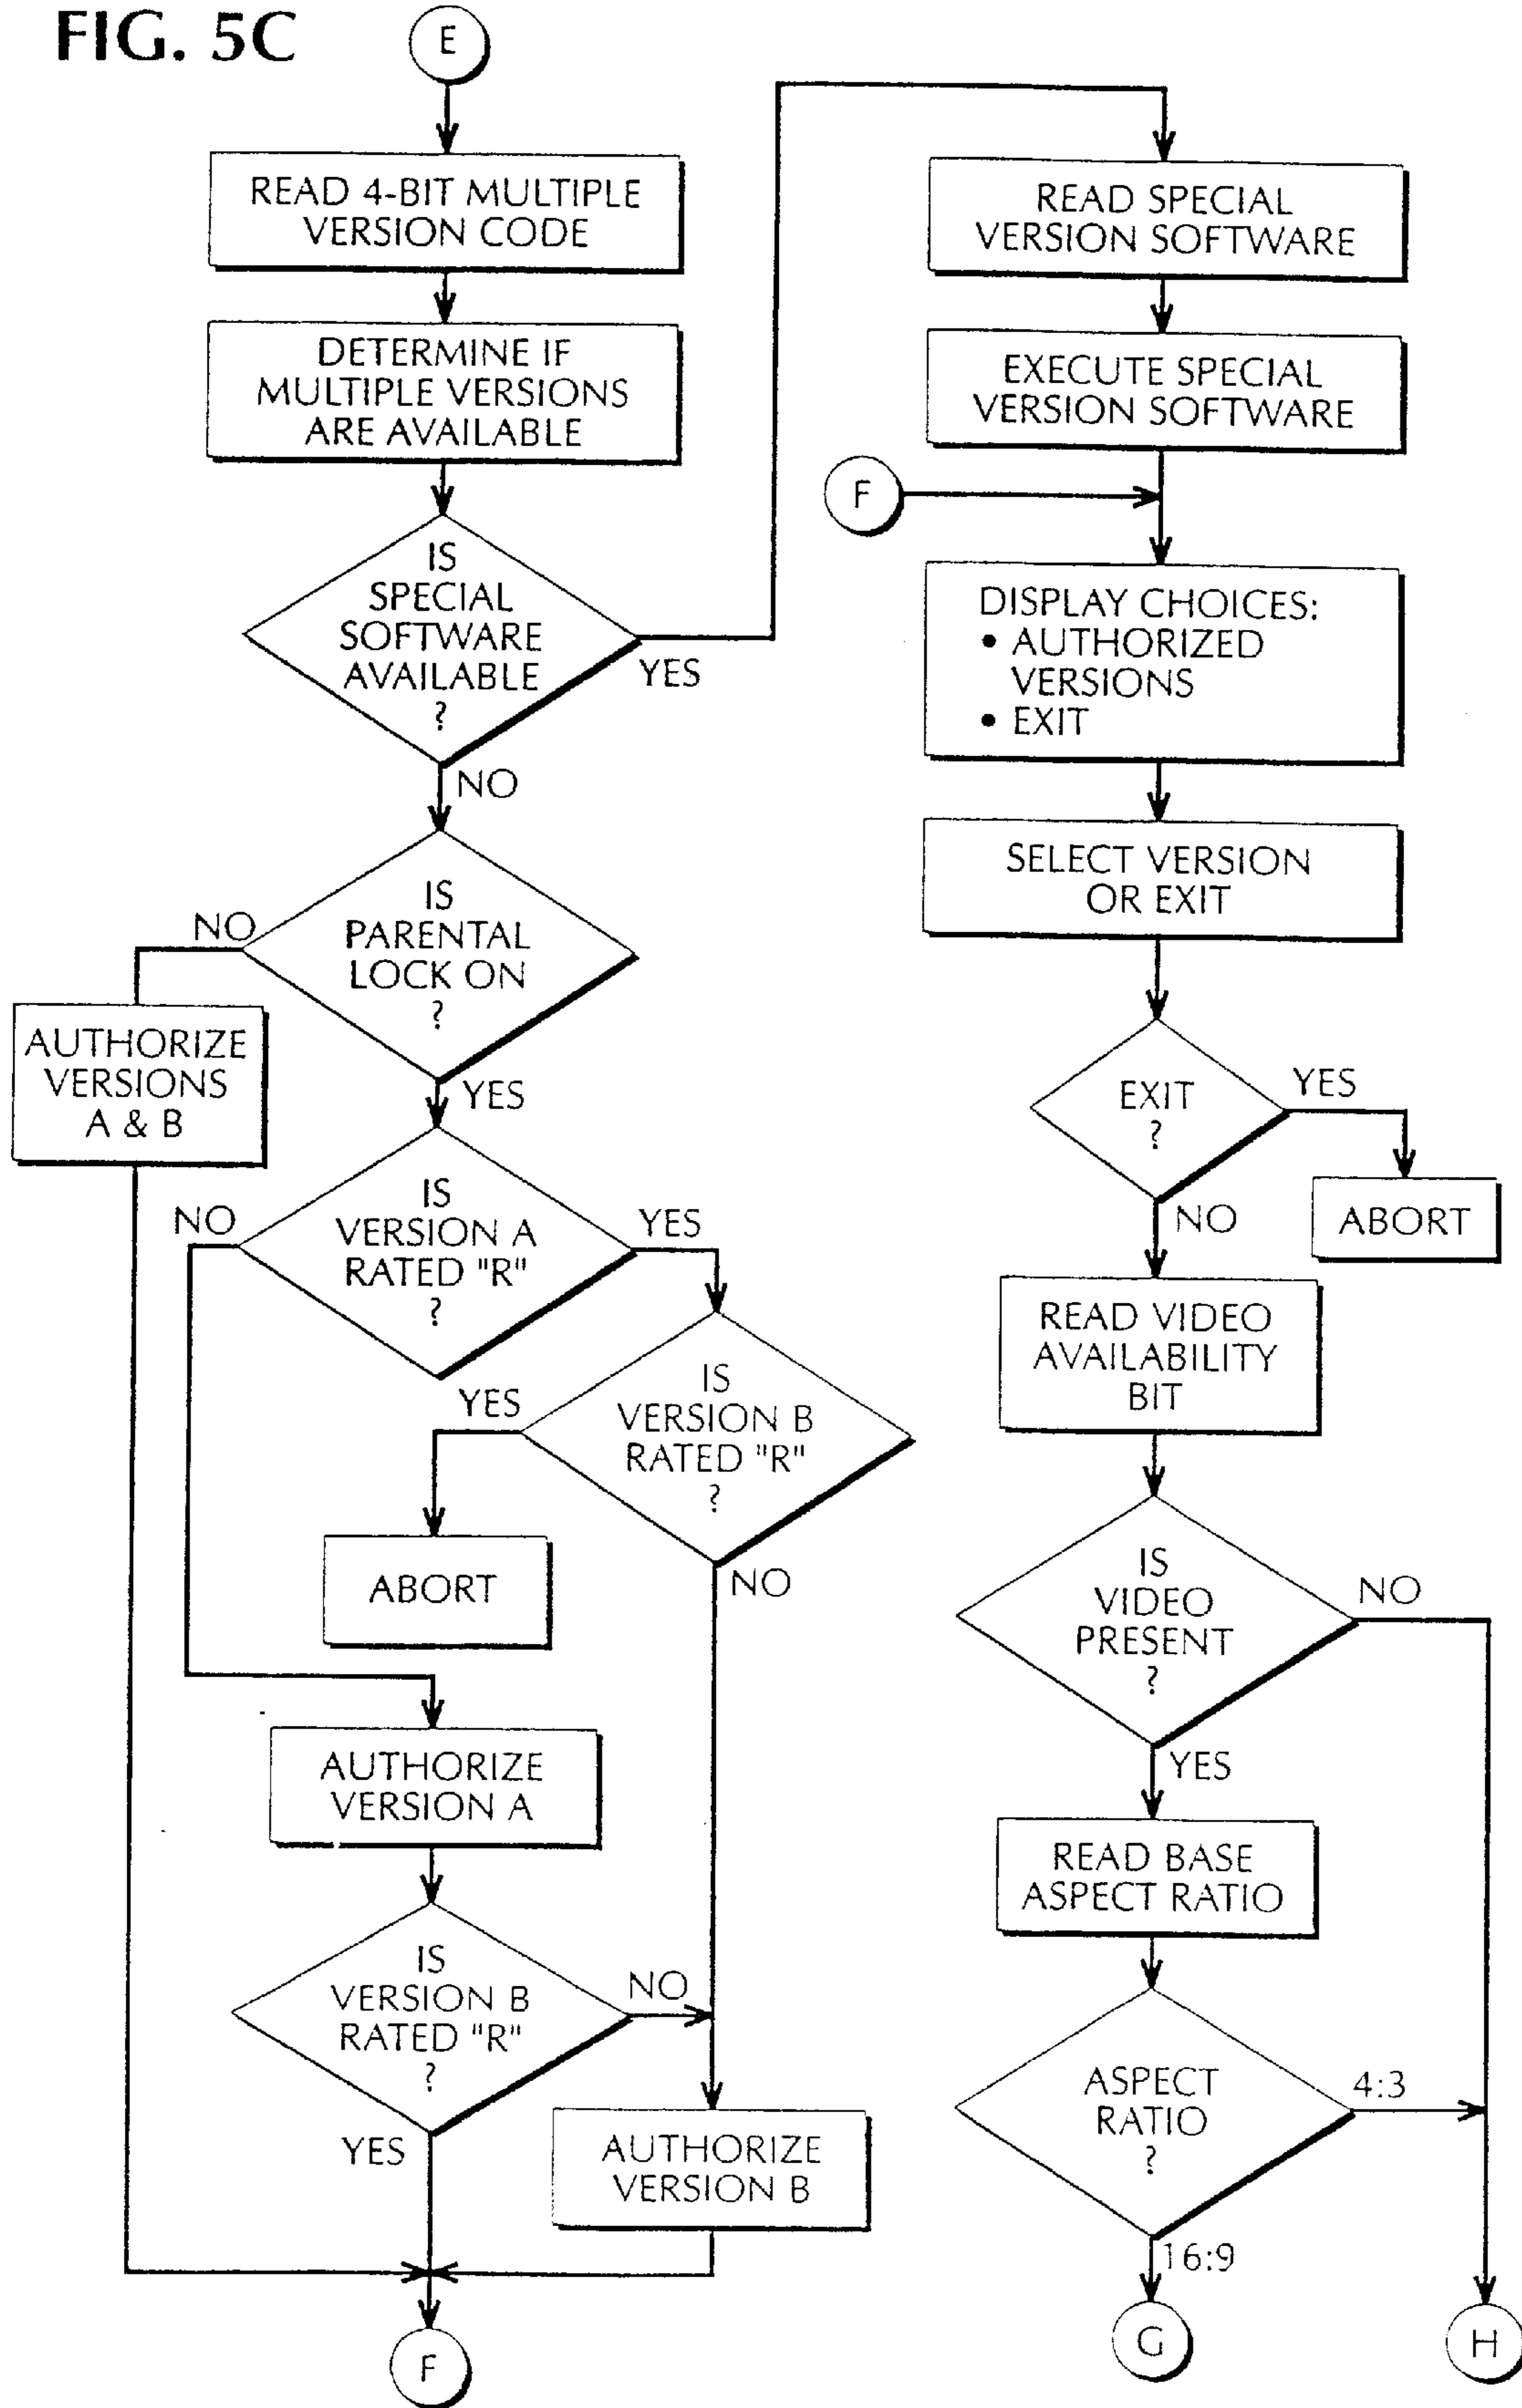 FIG. 5C
E
READ 4-BIT MULTIPLE
VERSION CODE
DETERMINE IF
MULTIPLE VERSIONS
ARE AVAILABLE
IS
SPECIAL
SOFTWARE
AVAILABLE
?
YES
NO
IS
PARENTAL
LOCK ON
?
NO
YES
AUTHORIZE
VERSIONS
A & B
IS
VERSION A
RATED "R"
?
NO
YES
IS
VERSION B
RATED "R"
?
YES
NO
ABORT
AUTHORIZE
VERSION A
IS
VERSION B
RATED "R"
?
NO
YES
AUTHORIZE
VERSION B
F
READ SPECIAL
VERSION SOFTWARE
EXECUTE SPECIAL
VERSION SOFTWARE
F
DISPLAY CHOICES:
• AUTHORIZED
VERSIONS
• EXIT
SELECT VERSION
OR EXIT
EXIT
?
YES
NO
ABORT
READ VIDEO
AVAILABILITY
BIT
IS
VIDEO
PRESENT
?
NO
YES
READ BASE
ASPECT RATIO
ASPECT
RATIO
?
4:3
16:9
G
H